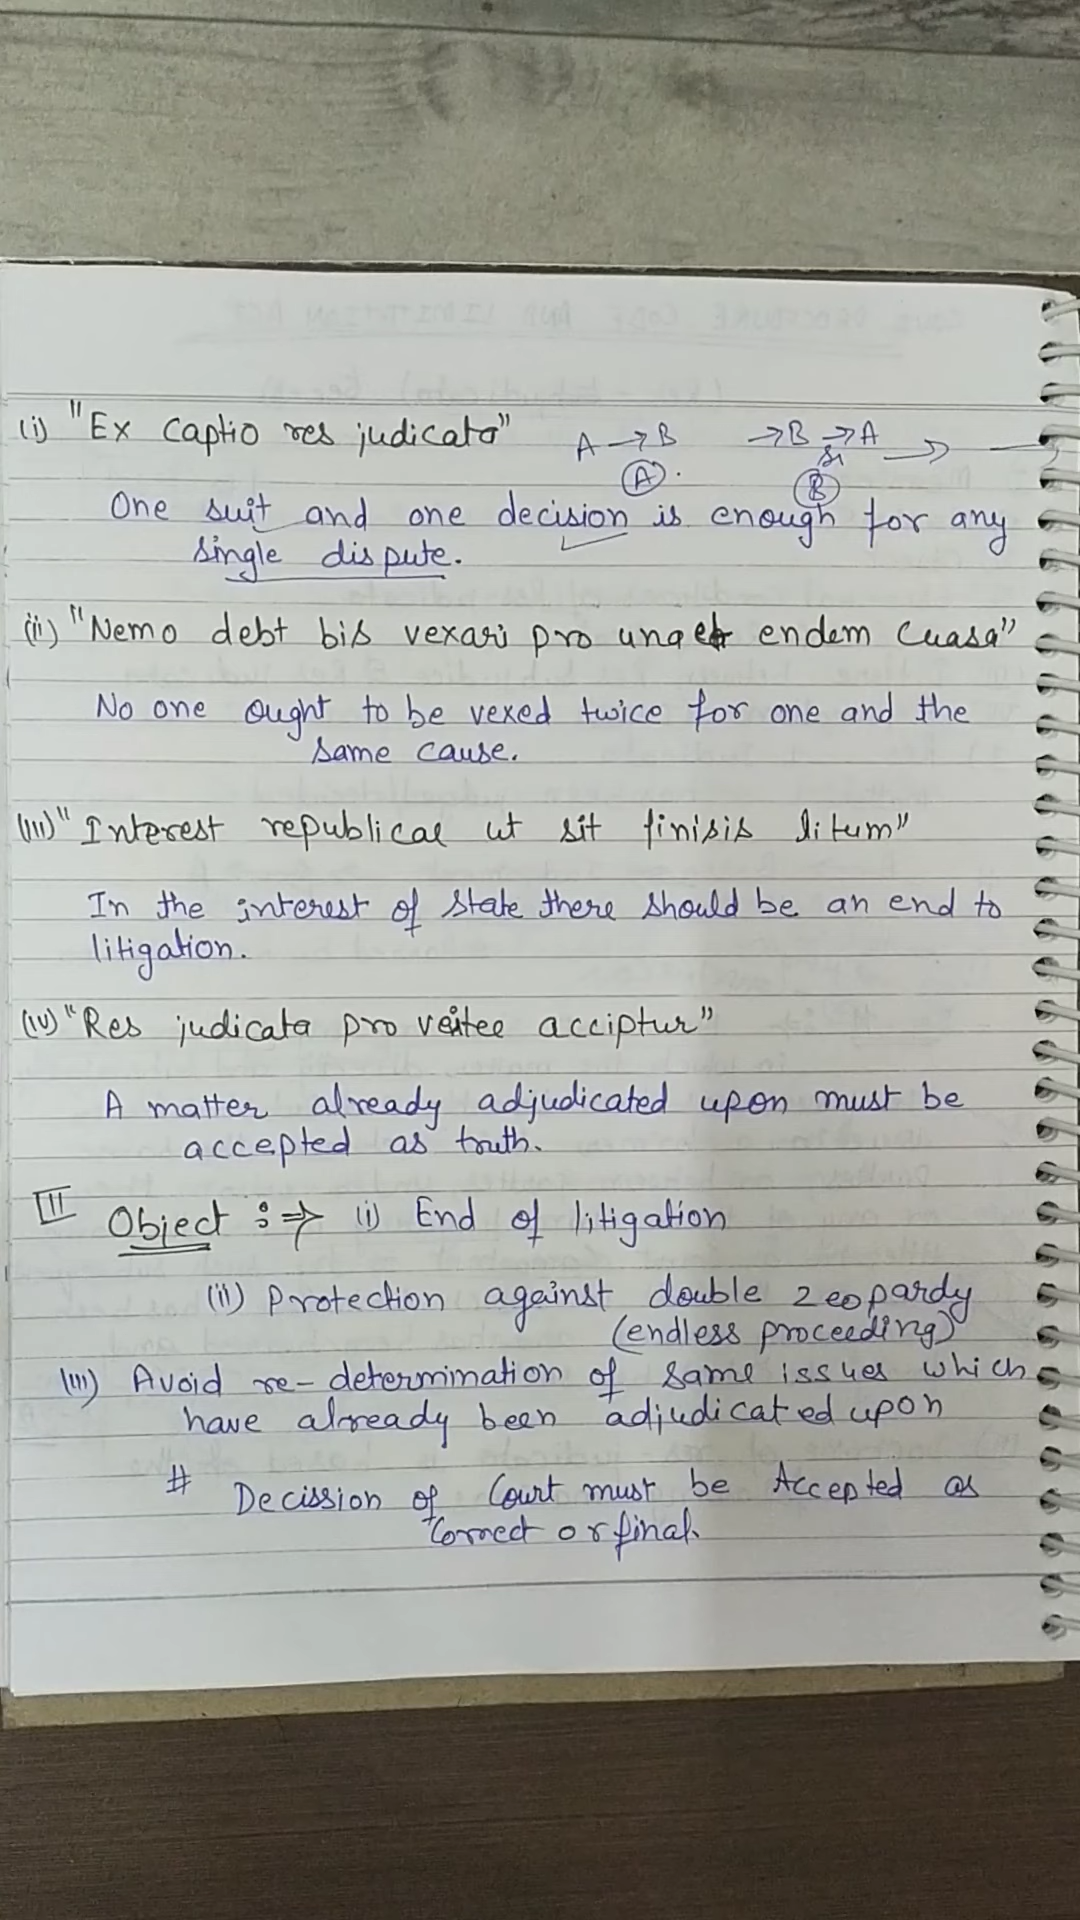 (i) "Ex Captio res judicato" A → B → B → A
A B
One suit and one decision is enough for any
single dispute.
(ii) "Nemo debt bis vexari pro una et endem Cuasa"
No one ought to be vexed twice for one and the
same cause.
(iii) "Interest republicae ut sit finisis litum"
In the interest of state there should be an end to
litigation.
(iv) "Res judicata pro veitee acciptur"
A matter already adjudicated upon must be
accepted as truth.
III Object :⇒ (i) End of litigation
(ii) Protection against double zeopardy
(endless proceeding)
(iii) Avoid re-determination of same issues which
have already been adjudicated upon
# Decission of Court must be Accepted as
Correct or final.